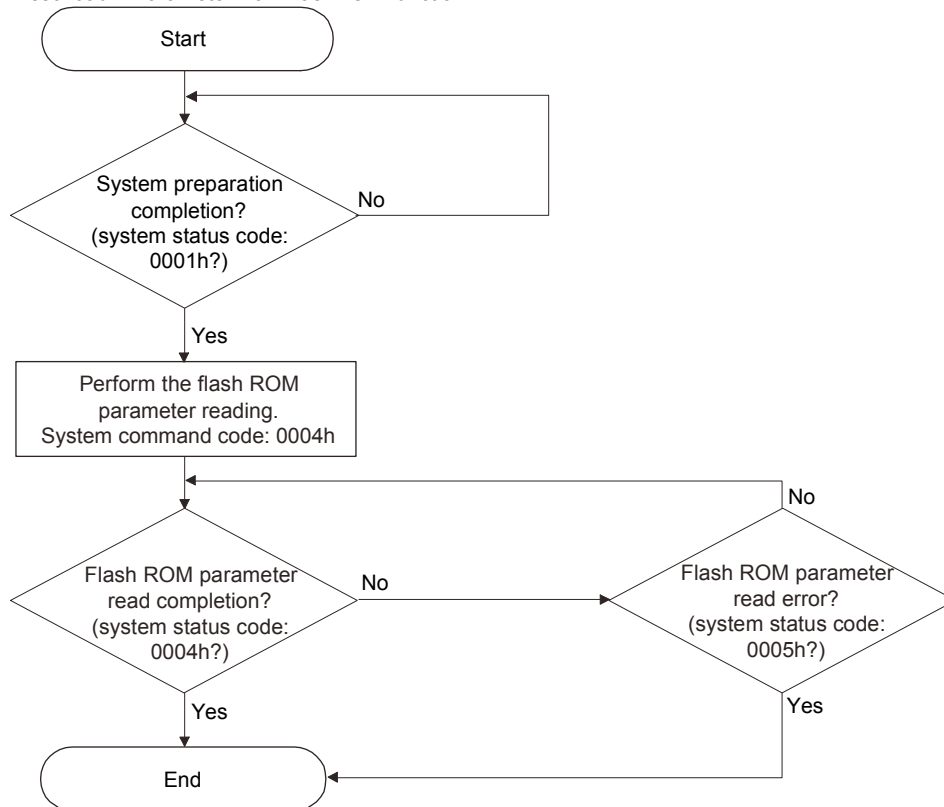 Start
System preparation
completion?
(system status code:
0001h?)
No
Yes
Perform the flash ROM
parameter reading.
System command code: 0004h
No
Flash ROM parameter
read completion?
(system status code:
0004h?)
No
Flash ROM parameter
read error?
(system status code:
0005h?)
Yes
Yes
End